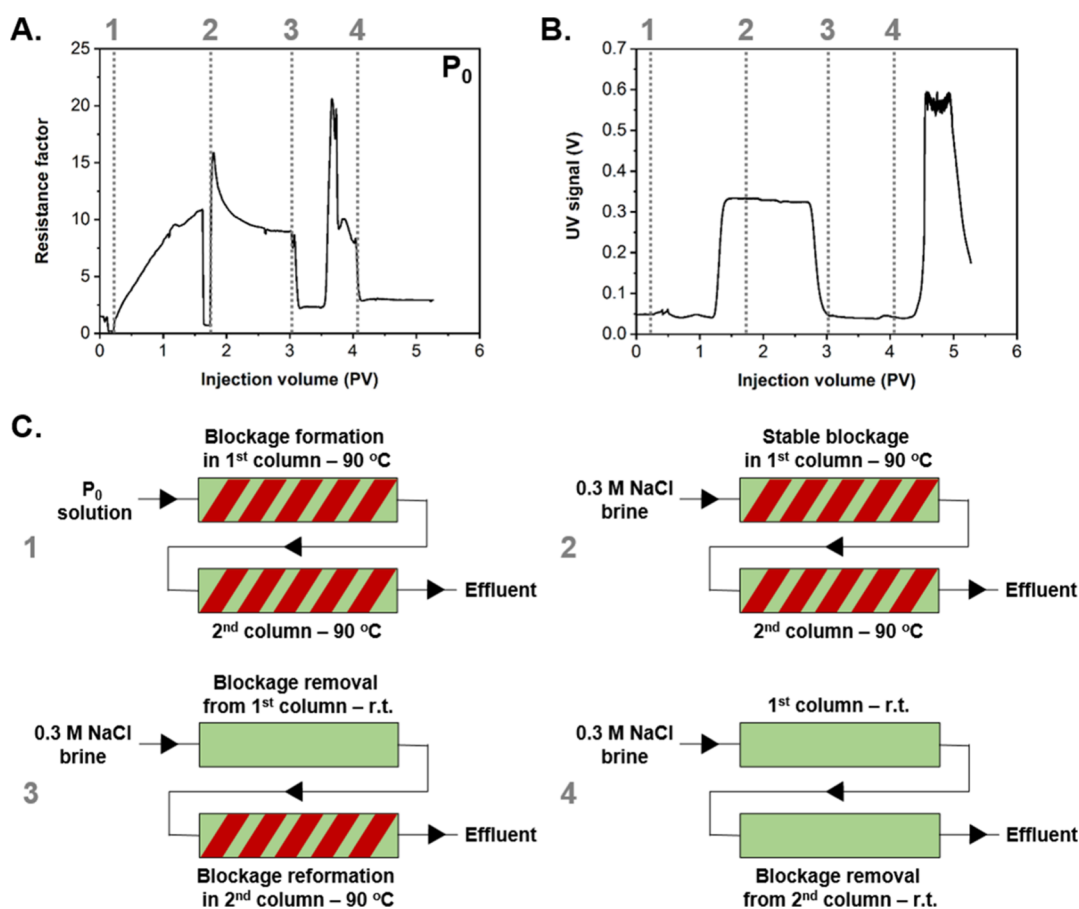 A.
1 2 3 4
P0
25
20
15
10
5
0
Resistance factor
0 1 2 3 4 5 6
Injection volume (PV)
B.
1 2 3 4
0.7
0.6
0.5
0.4
0.3
0.2
0.1
0.0
UV signal (V)
0 1 2 3 4 5 6
Injection volume (PV)
C.
1
Blockage formation
in 1st column – 90 oC
P0
solution
Effluent
2nd column – 90 oC
2
Stable blockage
in 1st column – 90 oC
0.3 M NaCl
brine
Effluent
2nd column – 90 oC
3
Blockage removal
from 1st column – r.t.
0.3 M NaCl
brine
Effluent
Blockage reformation
in 2nd column – 90 oC
4
1st column – r.t.
0.3 M NaCl
brine
Effluent
Blockage removal
from 2nd column – r.t.